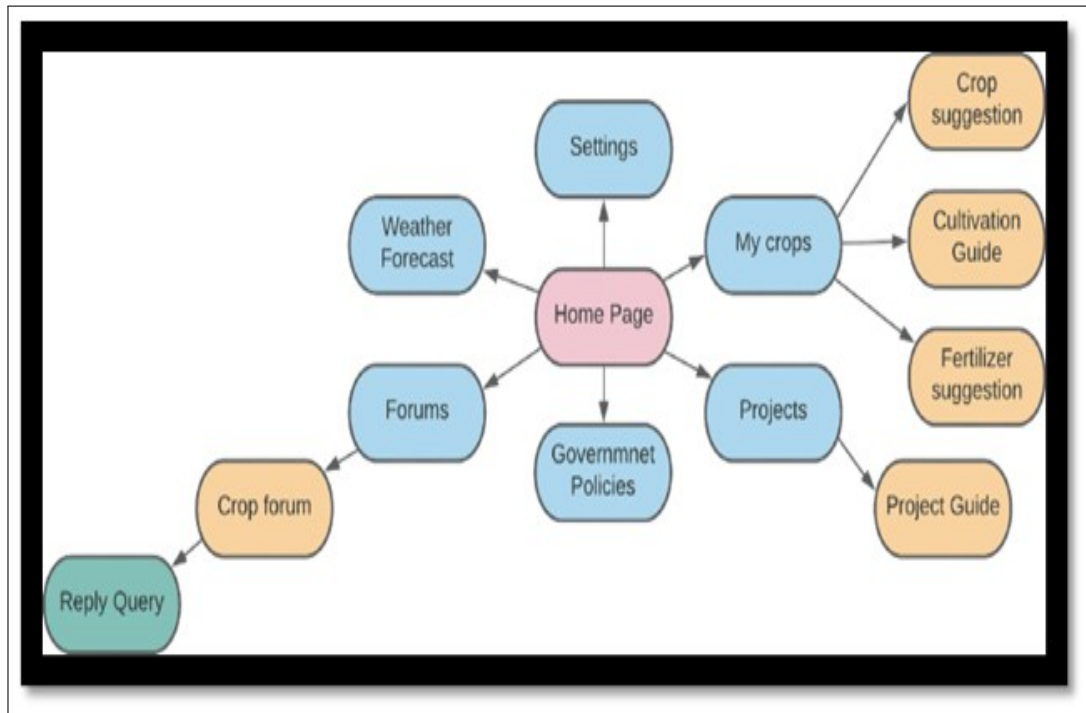 Crop
suggestion
Settings
Weather
Forecast
My crops
Cultivation
Guide
Home Page
Fertilizer
suggestion
Forums
Projects
Governmnet
Policies
Crop forum
Project Guide
Reply Query